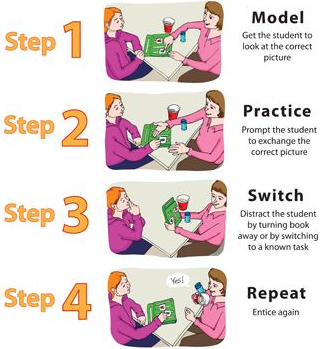 Step 1
Model
Get the student to
look at the correct
picture
Step 2
Practice
Prompt the student
to exchange the
correct picture
Step 3
Switch
Distract the student
by turning book
away or by switching
to a known task
Step 4
Yes!
Repeat
Entice again